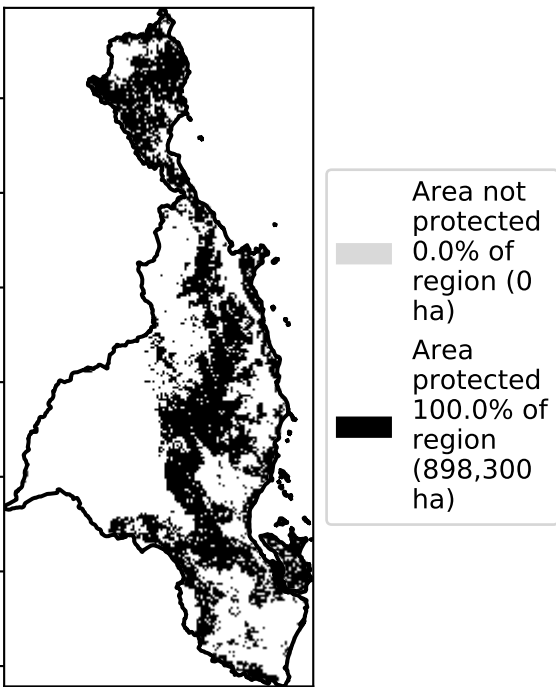 Area not
protected
0.0% of
region (0
ha)
Area
protected
100.0% of
region
(898,300
ha)